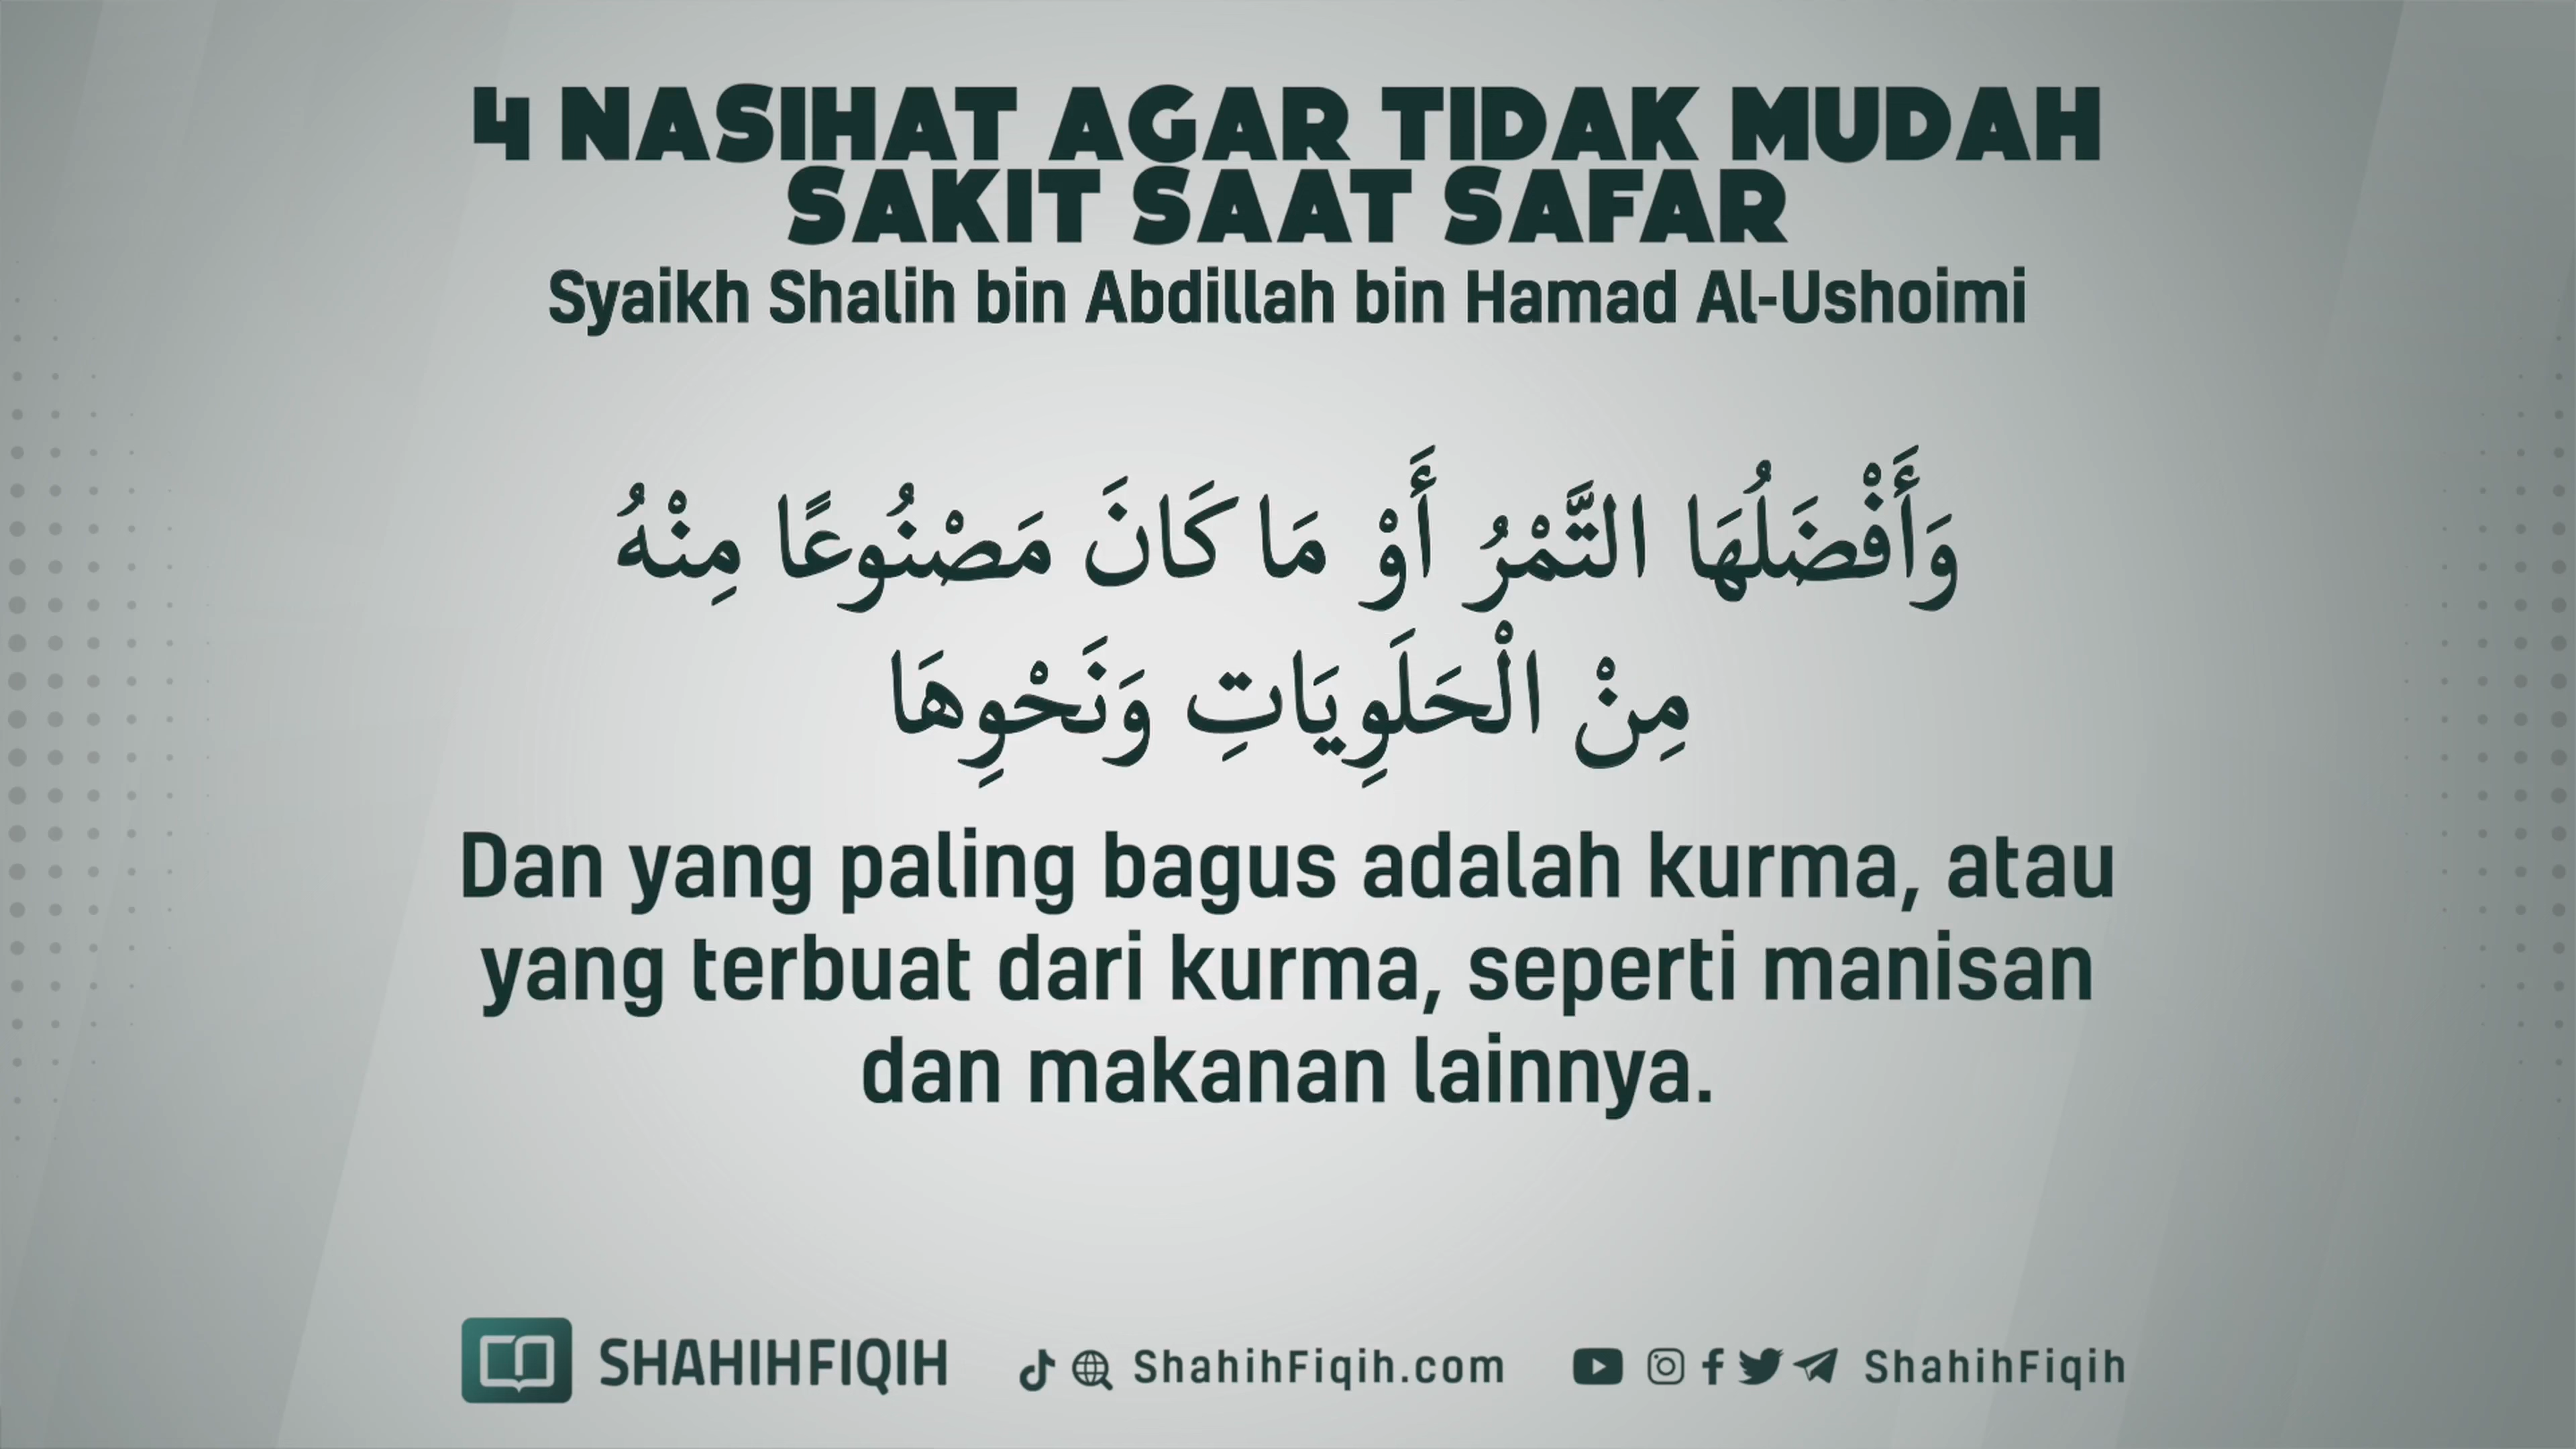 4 NASIHAT AGAR TIDAK MUDAH
SAKIT SAAT SAFAR
Syaikh Shalih bin Abdillah bin Hamad Al-Ushoimi
وَأَفْضَلُهَا التَّمْرُ أَوْ مَا كَانَ مَصْنُوعًا مِنْهُ
مِنْ الْحَلَوِيَاتِ وَنَحْوِهَا
Dan yang paling bagus adalah kurma, atau
yang terbuat dari kurma, seperti manisan
dan makanan lainnya.
SHAHIHFIQIH ShahihFiqih.com ShahihFiqih